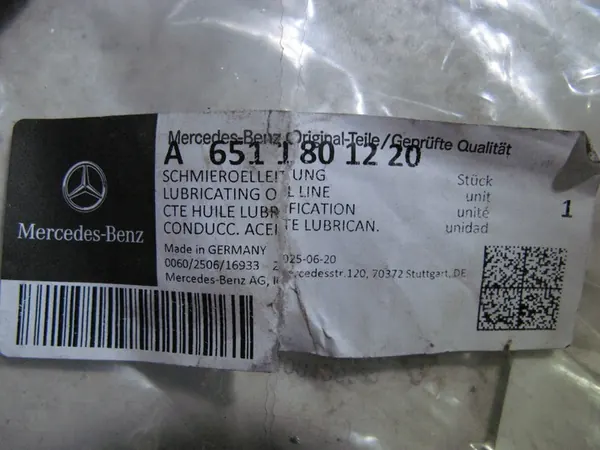 Mercedes-Benz Original-Teile/Geprüfte Qualität
A 651 180 12 20
SCHMIEROELLEITUNG Stück
LUBRICATING OIL LINE unit
CTE HUILE LUBRIFICATION unité 1
CONDUCC. ACEITE LUBRICAN. unidad
Mercedes-Benz
Made in GERMANY 2025-06-20
0060/2506/16933
Mercedes-Benz AG, Mercedesstr.120, 70372 Stuttgart, DE